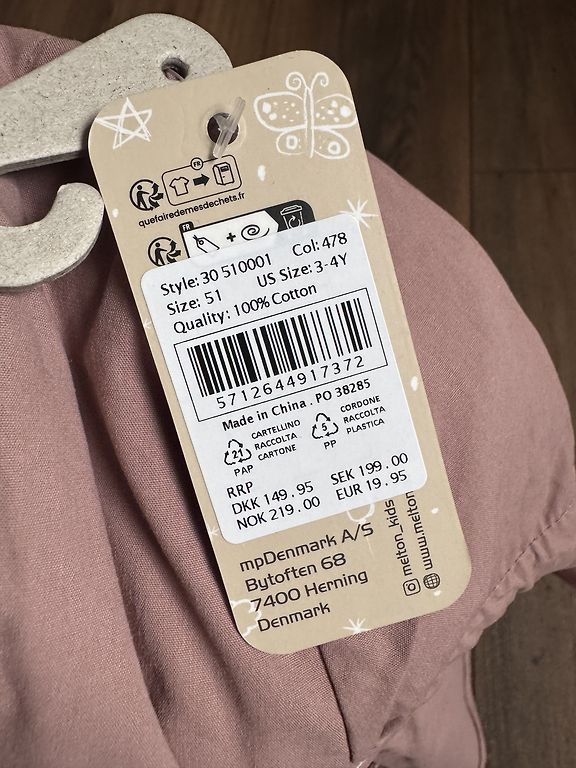 FR
quefairedemesdechets.fr
FR
Style: 30 510001 Col: 478
Size: 51 US Size: 3-4Y
Quality: 100% Cotton
5712644917372
Made in China . PO 38285
21
PAP
CARTELLINO
RACCOLTA
CARTONE
5
PP
CORDONE
RACCOLTA
PLASTICA
RRP
DKK 149.95 SEK 199.00
NOK 219.00 EUR 19.95
mpDenmark A/S
Bytoften 68
7400 Herning
Denmark
melton_kids
www.melton